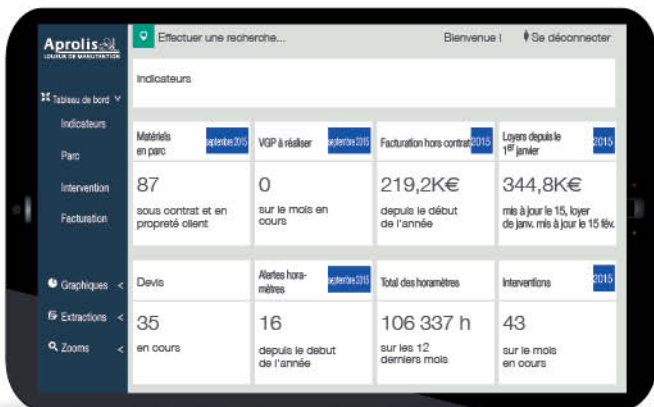 Aprolis
LOUEUR DE MANUTENTION
Effectuer une recherche...
Bienvenue !
Se déconnecter
Tableau de bord
Indicateurs
Parc
Intervention
Facturation
Graphiques
Extractions
Zooms
Indicateurs
Matériels
en parc
septembre 2015
87
sous contrat et en
propreté client
VGP à réaliser
septembre 2015
0
sur le mois en
cours
Facturation hors contrat
2015
219,2K€
depuis le début
de l'année
Loyers depuis le
1er janvier
2015
344,8K€
mis à jour le 15, loyer
de janv. mis à jour le 15 fév.
Devis
35
en cours
Alertes hora-
mètres
septembre 2015
16
depuis le debut
de l'année
Total des horamètres
106 337 h
sur les 12
derniers mois
Interventions
2015
43
sur le mois
en cours